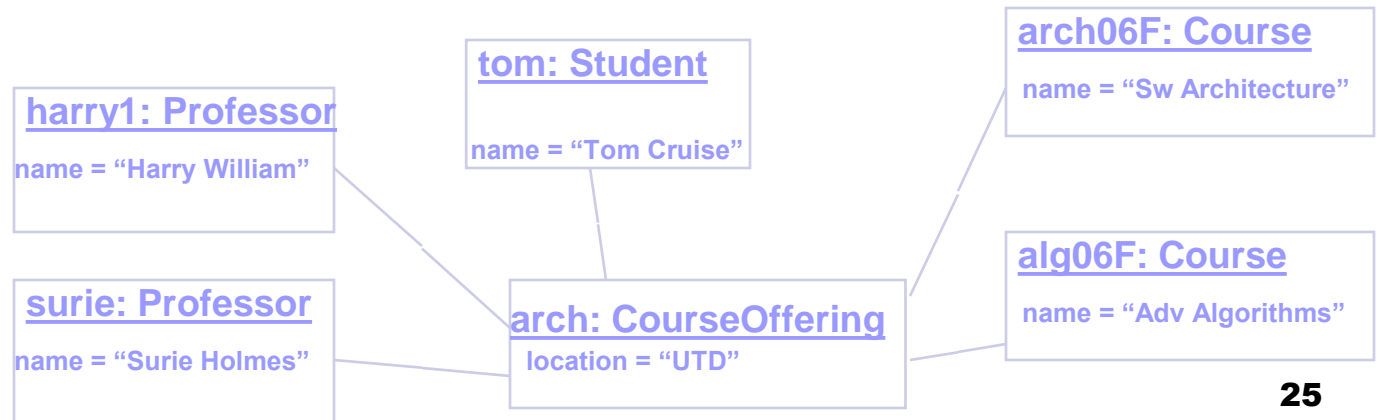 harry1: Professor
name = “Harry William”
surie: Professor
name = “Surie Holmes”
tom: Student
name = “Tom Cruise”
arch: CourseOffering
location = “UTD”
arch06F: Course
name = “Sw Architecture”
alg06F: Course
name = “Adv Algorithms”
25